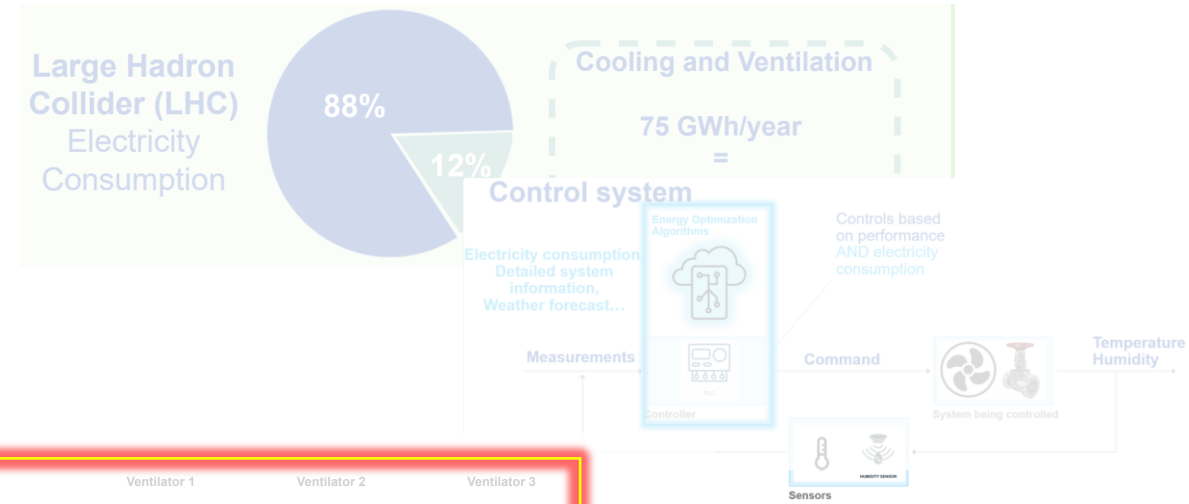 Large Hadron
Collider (LHC)
Electricity
Consumption
88%
12%
Cooling and Ventilation
75 GWh/year
=
Control system
Energy Optimization
Algorithms
Electricity consumption,
Detailed system
information,
Weather forecast…
Controls based
on performance
AND electricity
consumption
Measurements
PLC
Controller
Command
System being controlled
Temperature
Humidity
HUMIDITY SENSOR
Sensors
Ventilator 1
Ventilator 2
Ventilator 3